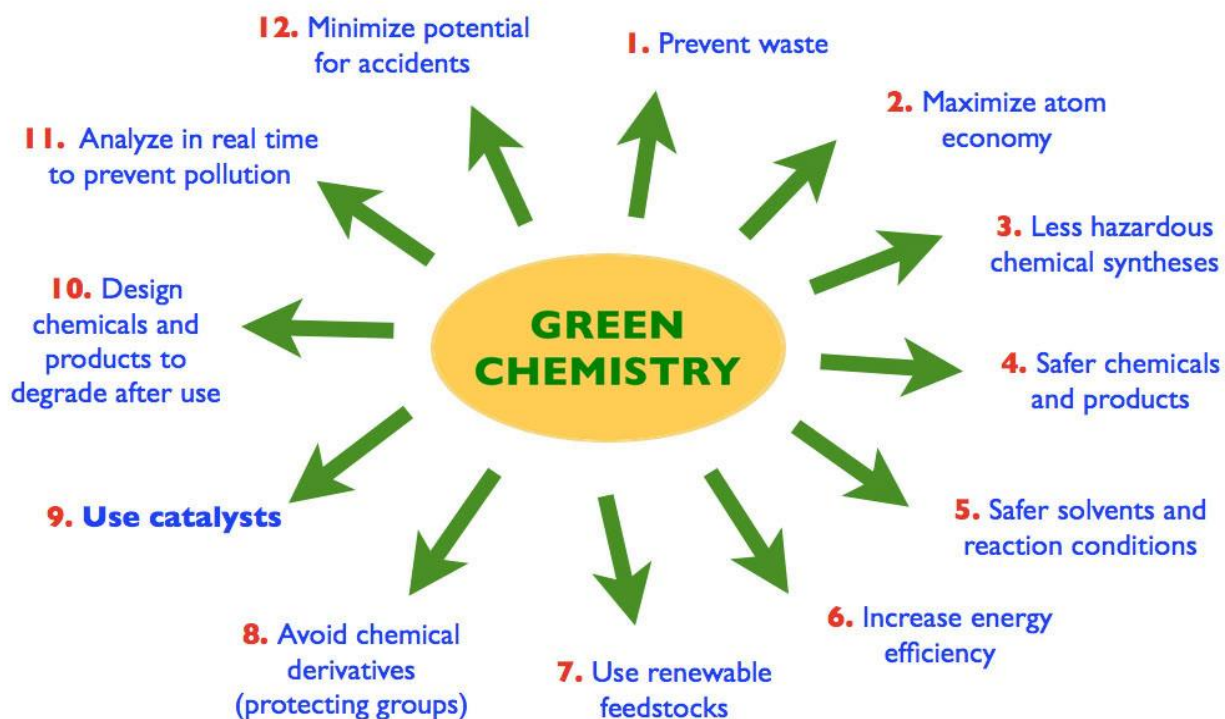 GREEN
CHEMISTRY
1. Prevent waste
2. Maximize atom
economy
3. Less hazardous
chemical syntheses
4. Safer chemicals
and products
5. Safer solvents and
reaction conditions
6. Increase energy
efficiency
7. Use renewable
feedstocks
8. Avoid chemical
derivatives
(protecting groups)
9. Use catalysts
10. Design
chemicals and
products to
degrade after use
11. Analyze in real time
to prevent pollution
12. Minimize potential
for accidents